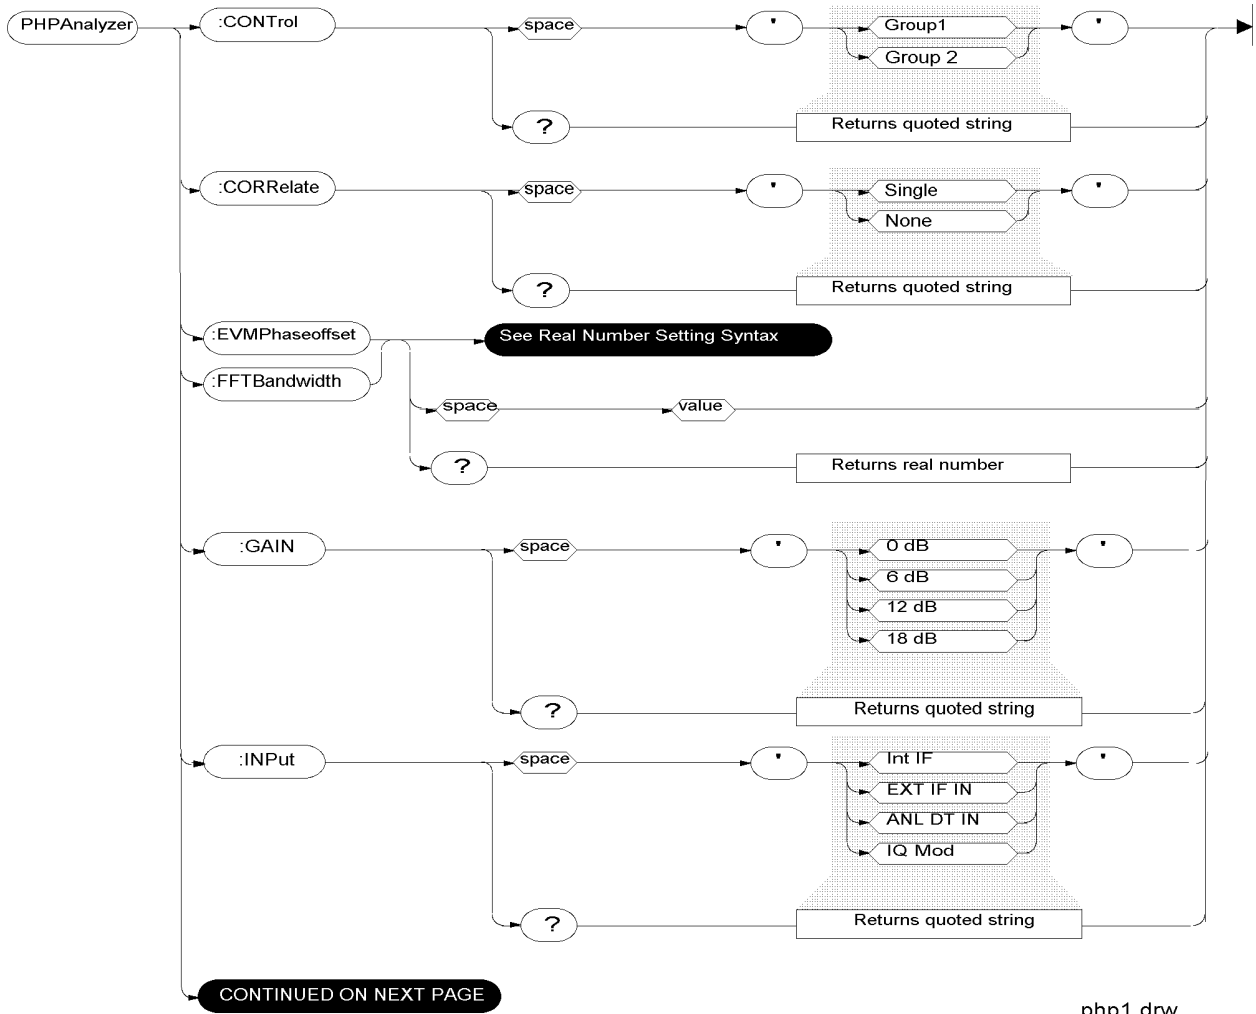 PHPAnalyzer :CONTrol space ' Group1 '
Group 2
? Returns quoted string
:CORRelate space ' Single '
None
? Returns quoted string
:EVMPhaseoffset See Real Number Setting Syntax
:FFTBandwidth
space value
? Returns real number
:GAIN space ' 0 dB '
6 dB
12 dB
18 dB
? Returns quoted string
:INPut space ' Int IF '
EXT IF IN
ANL DT IN
IQ Mod
? Returns quoted string
CONTINUED ON NEXT PAGE
php1.drw